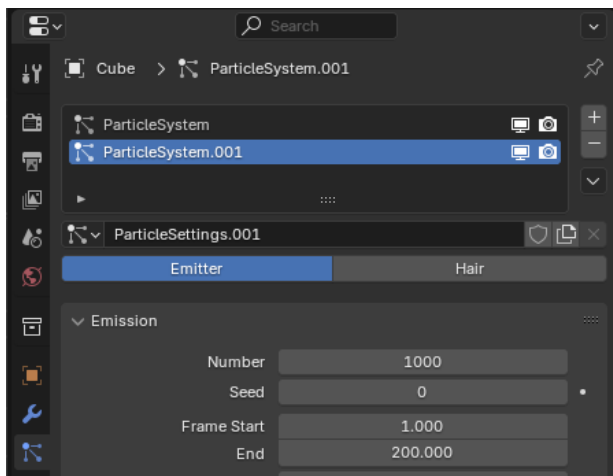 Search
Cube > ParticleSystem.001
ParticleSystem
ParticleSystem.001
ParticleSettings.001
Emitter Hair
Emission
Number 1000
Seed 0
Frame Start 1.000
End 200.000